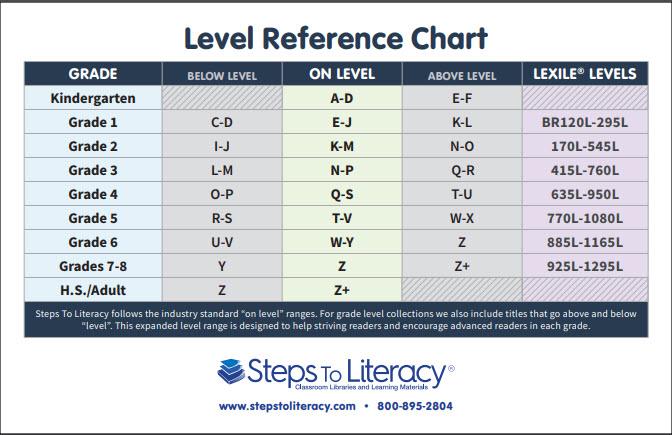 Level Reference Chart
GRADE BELOW LEVEL ON LEVEL ABOVE LEVEL LEXILE® LEVELS
Kindergarten A-D E-F
Grade 1 C-D E-J K-L BR120L-295L
Grade 2 I-J K-M N-O 170L-545L
Grade 3 L-M N-P Q-R 415L-760L
Grade 4 O-P Q-S T-U 635L-950L
Grade 5 R-S T-V W-X 770L-1080L
Grade 6 U-V W-Y Z 885L-1165L
Grades 7-8 Y Z Z+ 925L-1295L
H.S./Adult Z Z+
Steps To Literacy follows the industry standard “on level” ranges. For grade level collections we also include titles that go above and below
“level”. This expanded level range is designed to help striving readers and encourage advanced readers in each grade.
Steps To Literacy®
Classroom Libraries and Learning Materials
www.stepstoliteracy.com • 800-895-2804